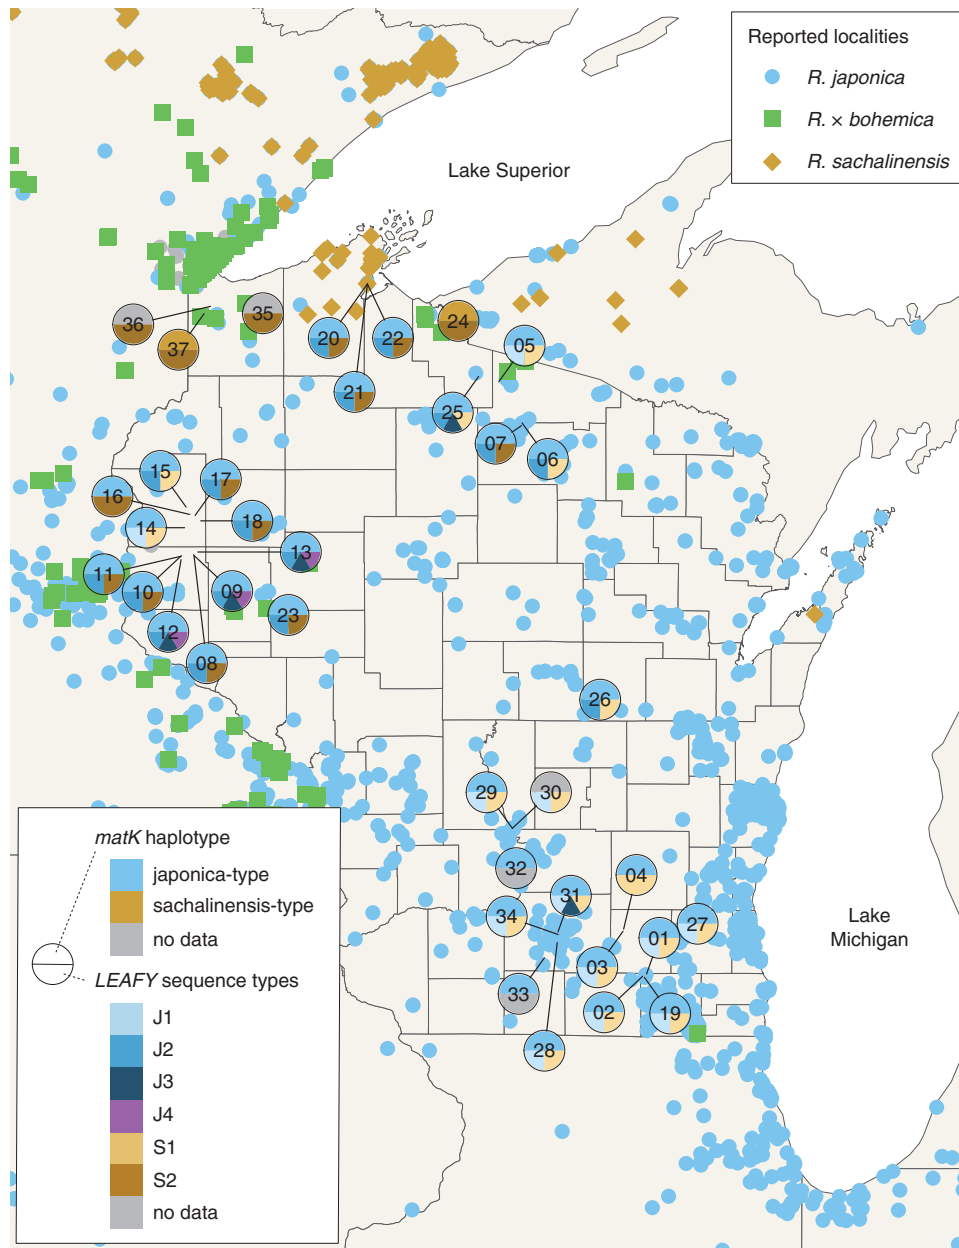 Reported localities
R. japonica
R. × bohemica
R. sachalinensis
Lake Superior
36
35
37
20
22
24
05
21
25
07
06
15
17
16
14
18
13
11
10
09
12
23
08
26
29
30
32
04
31
34
01
27
03
33
02
19
28
Lake
Michigan
matK haplotype
japonica-type
sachalinensis-type
no data
LEAFY sequence types
J1
J2
J3
J4
S1
S2
no data